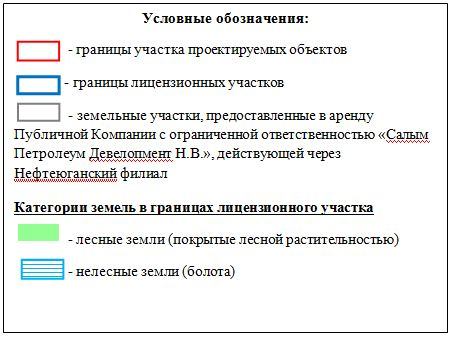 Условные обозначения:
- границы участка проектируемых объектов
- границы лицензионных участков
- земельные участки, предоставленные в аренду
Публичной Компании с ограниченной ответственностью «Салым
Петролеум Девелопмент Н.В.», действующей через
Нефтеюганский филиал
Категории земель в границах лицензионного участка
- лесные земли (покрытые лесной растительностью)
- нелесные земли (болота)